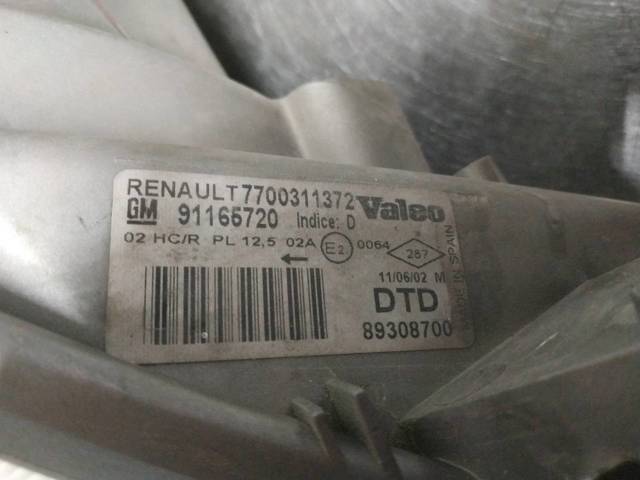 RENAULT 7700311372
GM 91165720 Indice: D Valeo
02 HC/R PL 12,5 02A E2 0064 287
11/06/02 M
DTD
89308700
MADE IN SPAIN